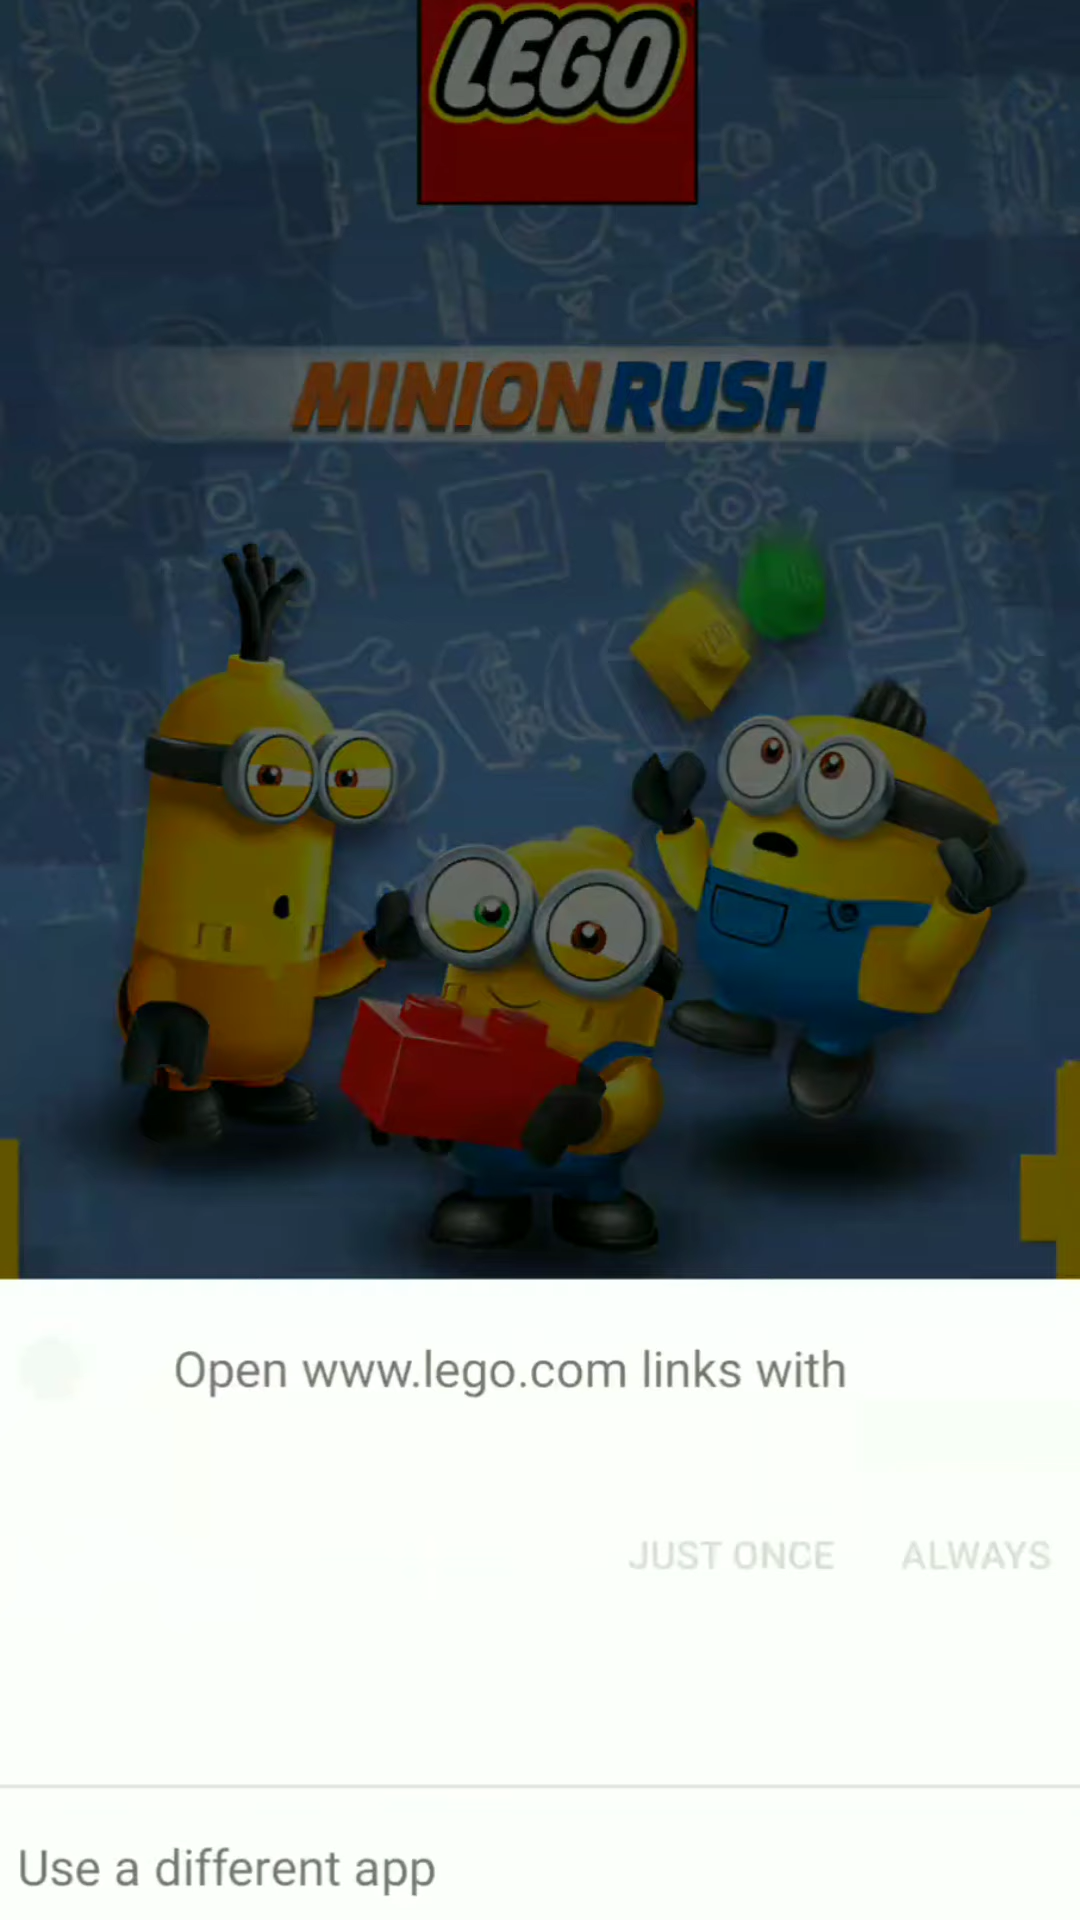 LEGO
MINION RUSH
Open www.lego.com links with
JUST ONCE ALWAYS
Use a different app